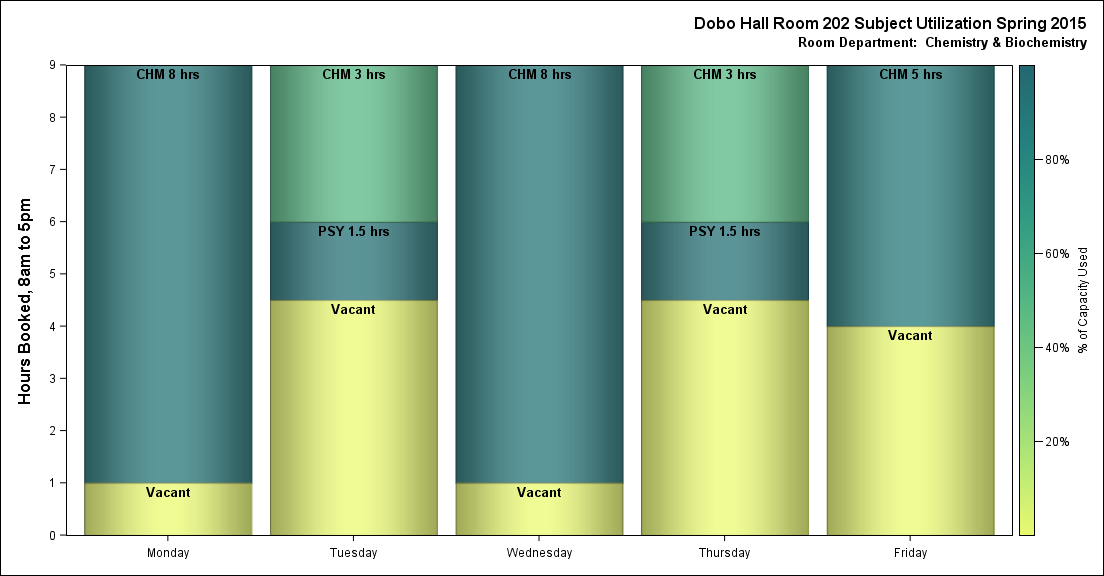 Dobo Hall Room 202 Subject Utilization Spring 2015
Room Department: Chemistry & Biochemistry
Hours Booked, 8am to 5pm
9
8
7
6
5
4
3
2
1
0
CHM 8 hrs
Vacant
CHM 3 hrs
PSY 1.5 hrs
Vacant
CHM 8 hrs
Vacant
CHM 3 hrs
PSY 1.5 hrs
Vacant
CHM 5 hrs
Vacant
Monday
Tuesday
Wednesday
Thursday
Friday
80%
60%
40%
20%
% of Capacity Used